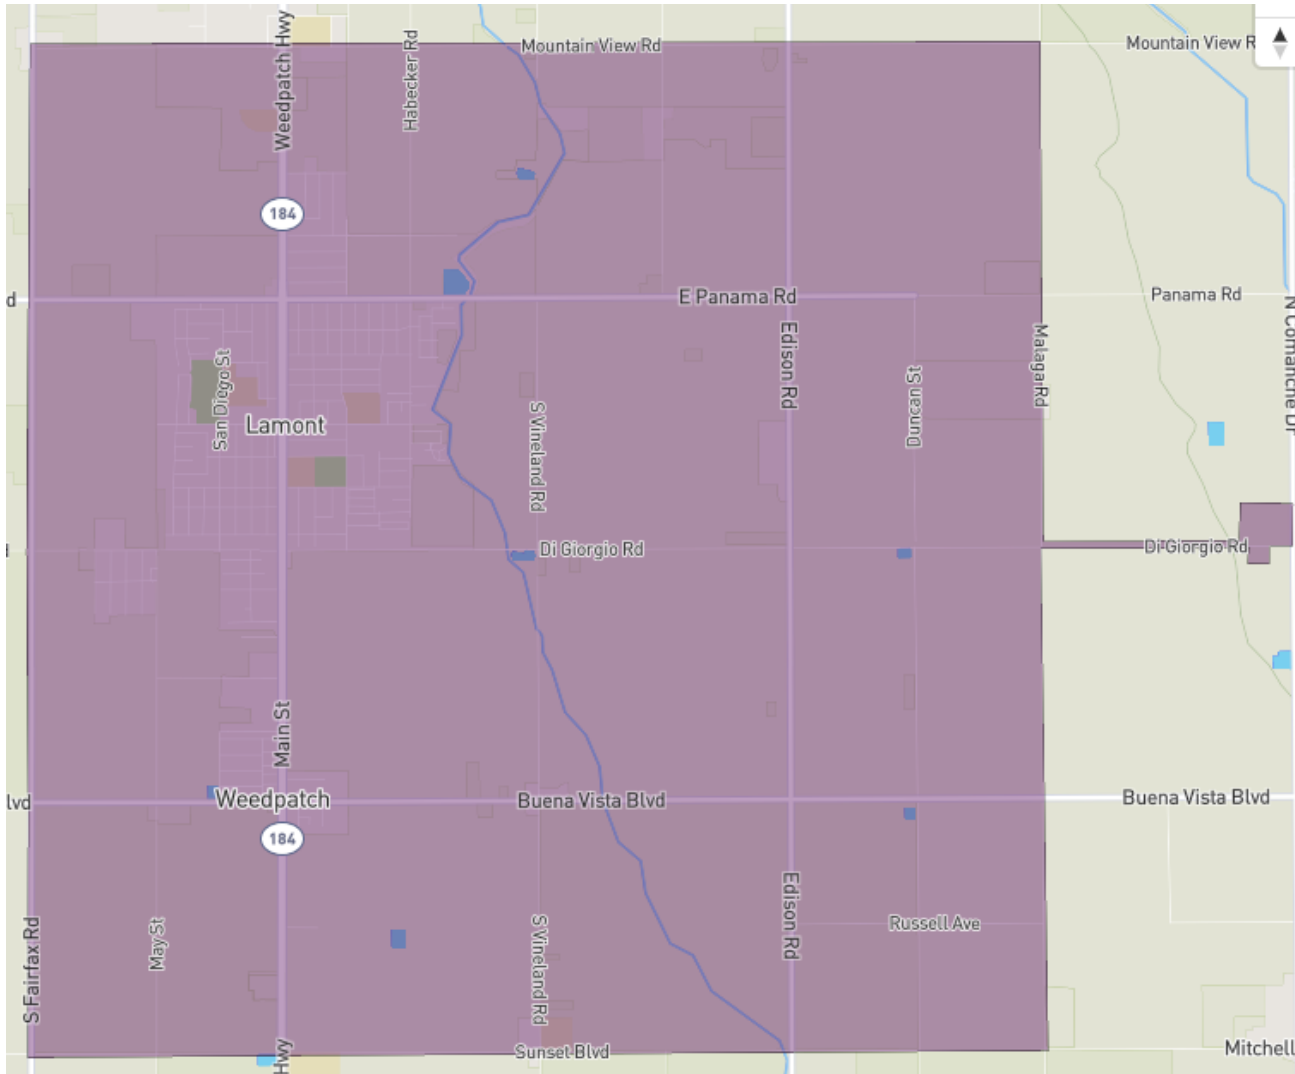 Weedpatch Hwy
Habecker Rd
Mountain View Rd
Mountain View R
184
d
E Panama Rd
Panama Rd
N Comanche Dr
Edison Rd
Malaga Rd
San Diego St
Duncan St
Lamont
S Vineland Rd
Di Giorgio Rd
Di Giorgio Rd
Main St
lvd
Weedpatch
Buena Vista Blvd
Buena Vista Blvd
184
S Fairfax Rd
May St
S Vineland Rd
Edison Rd
Russell Ave
Hwy
Sunset Blvd
Mitchell